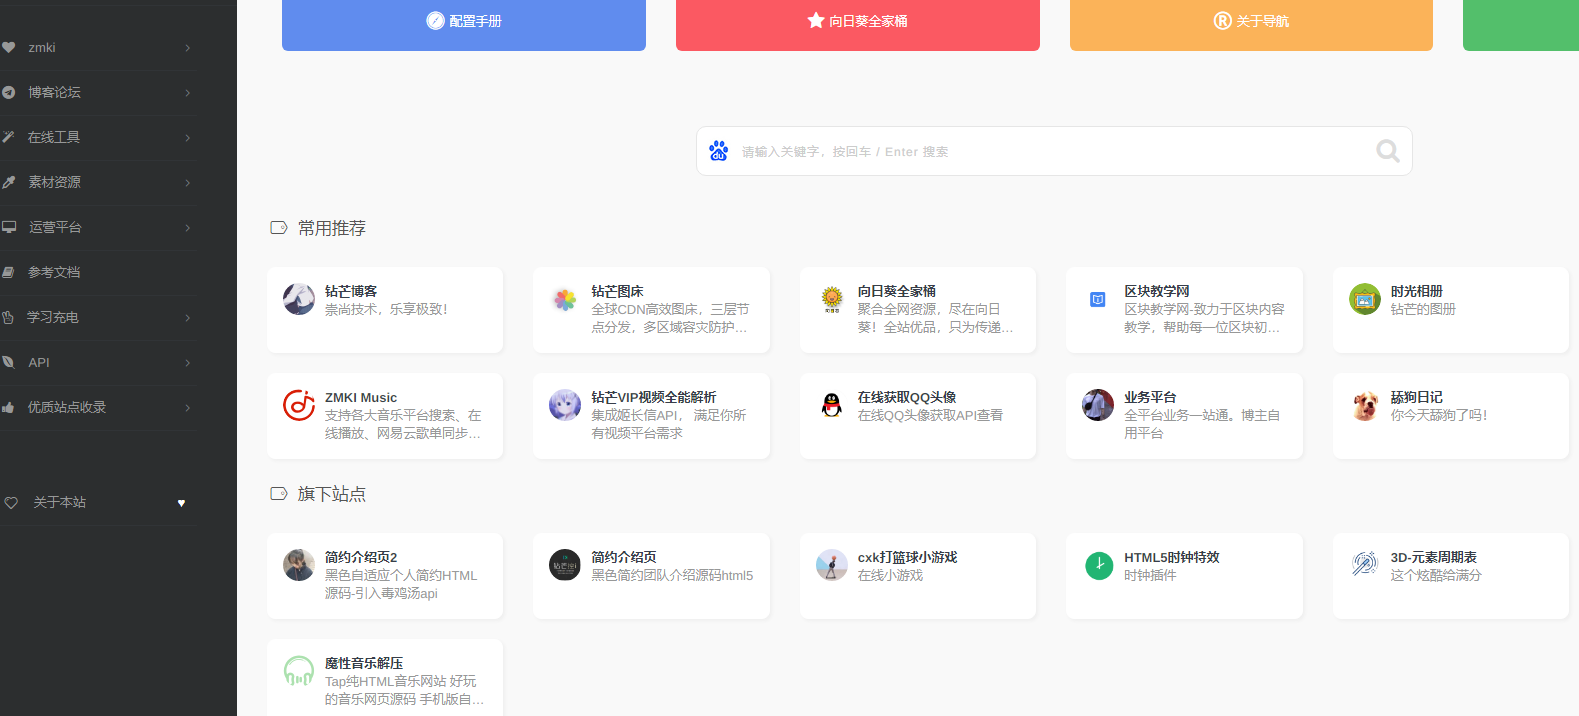 配置手册
向日葵全家桶
关于导航
zmki
博客论坛
在线工具
素材资源
运营平台
参考文档
学习充电
API
优质站点收录
关于本站
请输入关键字，按回车 / Enter 搜索
常用推荐
钻芒博客
崇尚技术，乐享极致！
钻芒图床
全球CDN高效图床，三层节
点分发，多区域容灾防护...
向日葵全家桶
聚合全网资源，尽在向日
葵！全站优品，只为传递...
区块教学网
区块教学网-致力于区块内容
教学，帮助每一位区块初...
时光相册
钻芒的图册
ZMKI Music
支持各大音乐平台搜索、在
线播放、网易云歌单同步...
钻芒VIP视频全能解析
集成姬长信API， 满足你所
有视频平台需求
在线获取QQ头像
在线QQ头像获取API查看
业务平台
全平台业务一站通。博主自
用平台
舔狗日记
你今天舔狗了吗！
旗下站点
简约介绍页2
黑色自适应个人简约HTML
源码-引入毒鸡汤api
简约介绍页
黑色简约团队介绍源码html5
cxk打篮球小游戏
在线小游戏
HTML5时钟特效
时钟插件
3D-元素周期表
这个炫酷给满分
魔性音乐解压
Tap纯HTML音乐网站 好玩
的音乐网页源码 手机版自...